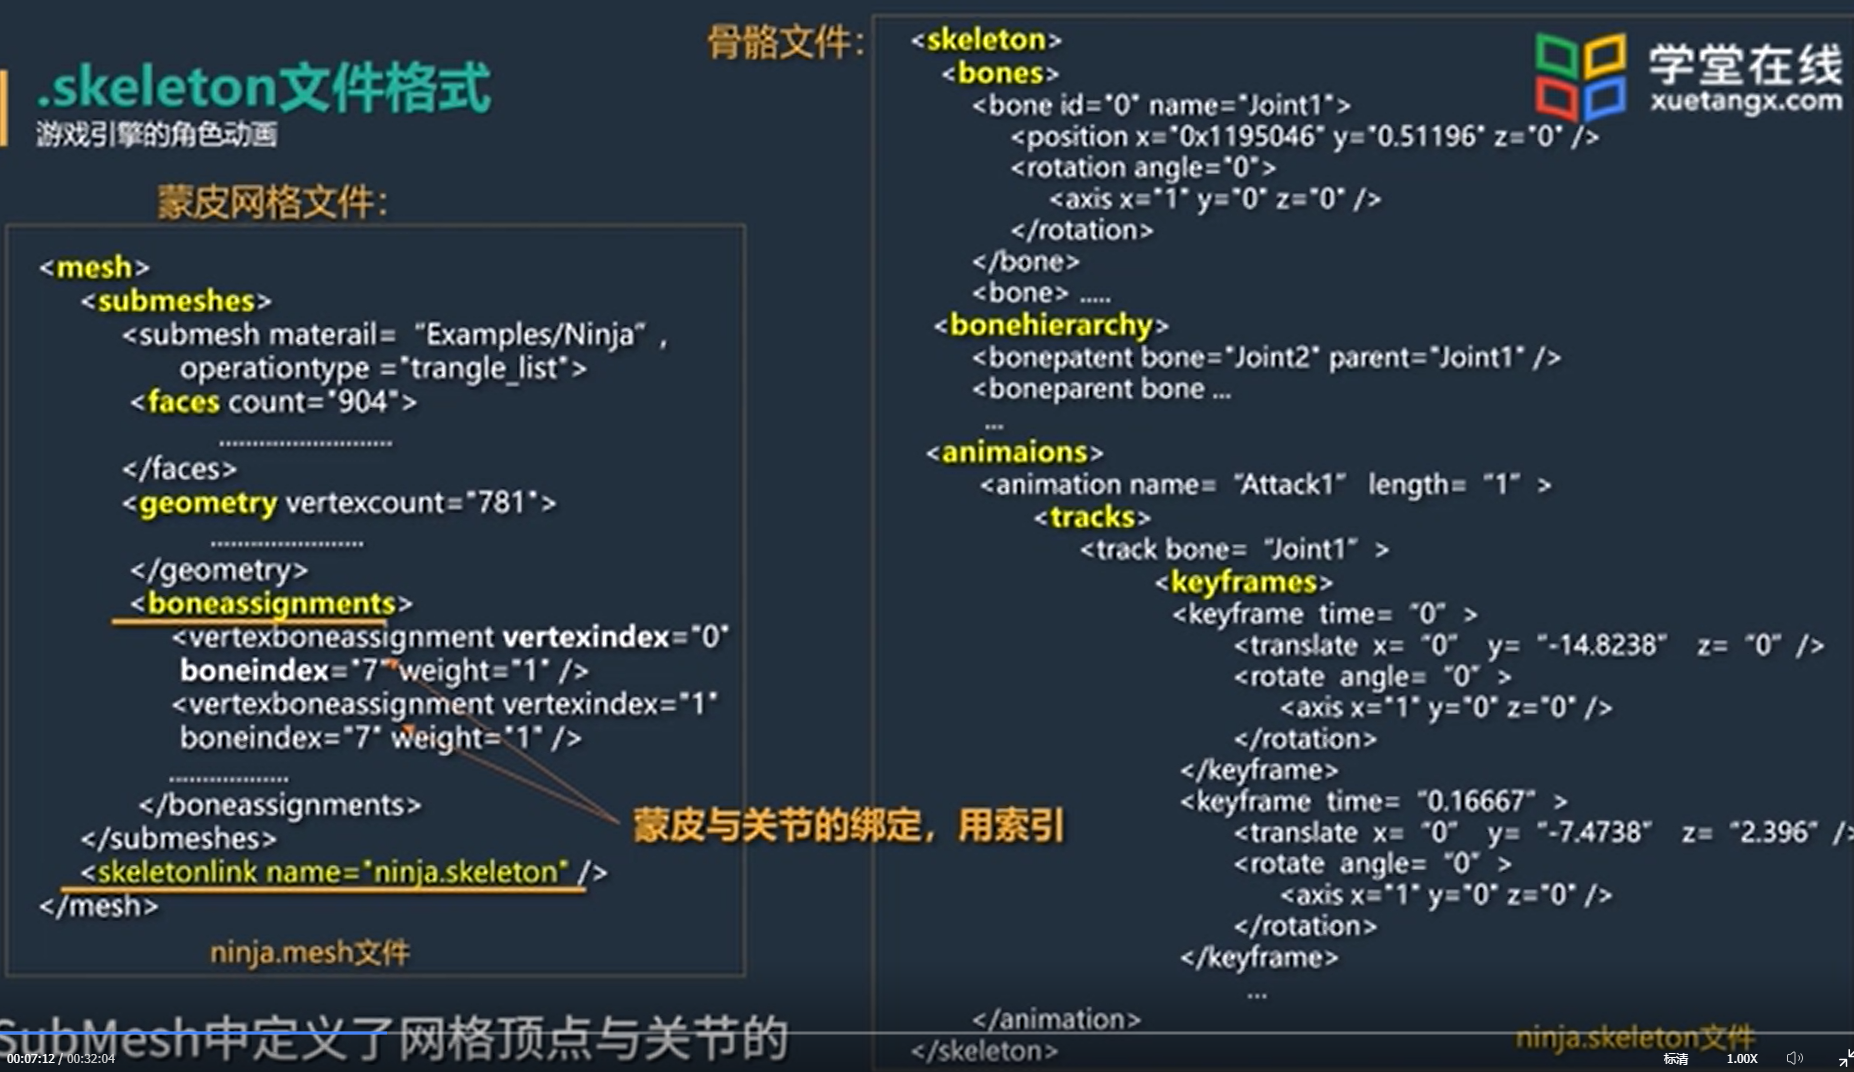 .skeleton文件格式
游戏引擎的角色动画
蒙皮网格文件：
<mesh>
<submeshes>
<submesh materail= “Examples/Ninja” ,
operationtype ="trangle_list">
<faces count="904">
..........................
</faces>
<geometry vertexcount="781">
.......................
</geometry>
<boneassignments>
<vertexboneassignment vertexindex="0"
boneindex="7" weight="1" />
<vertexboneassignment vertexindex="1"
boneindex="7" weight="1" />
..................
</boneassignments>
</submeshes>
<skeletonlink name="ninja.skeleton" />
</mesh>
ninja.mesh文件
蒙皮与关节的绑定，用索引
骨骼文件：
<skeleton>
<bones>
<bone id="0" name="Joint1">
<position x="0x1195046" y="0.51196" z="0" />
<rotation angle="0">
<axis x="1" y="0" z="0" />
</rotation>
</bone>
<bone> .....
<bonehierarchy>
<bonepatent bone="Joint2" parent="Joint1" />
<boneparent bone ...
...
<animaions>
<animation name= “Attack1” length= “1” >
<tracks>
<track bone= “Joint1” >
<keyframes>
<keyframe time= “0” >
<translate x= “0” y= “-14.8238” z= “0” />
<rotate angle= “0” >
<axis x="1" y="0" z="0" />
</rotation>
</keyframe>
<keyframe time= “0.16667” >
<translate x= “0” y= “-7.4738” z= “2.396” />
<rotate angle= “0” >
<axis x="1" y="0" z="0" />
</rotation>
</keyframe>
...
</animation>
</skeleton>
ninja.skeleton文件
学堂在线
xuetangx.com
SubMesh中定义了网格顶点与关节的
00:07:12 / 00:32:04
标清
1.00X